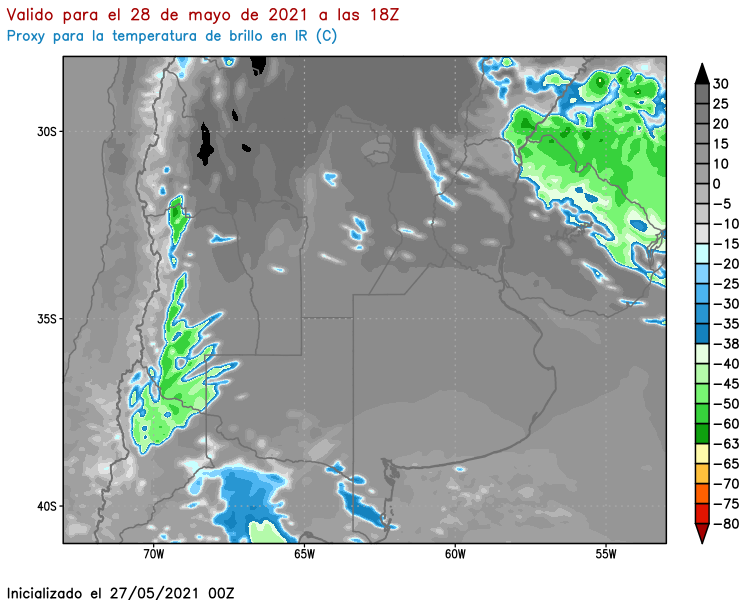 Valido para el 28 de mayo de 2021 a las 18Z
Proxy para la temperatura de brillo en IR (C)
30
25
20
15
10
0
−5
−10
−15
−20
−25
−30
−35
−38
−40
−45
−50
−60
−63
−65
−70
−75
−80
30S
35S
40S
70W
65W
60W
55W
Inicializado el 27/05/2021 00Z